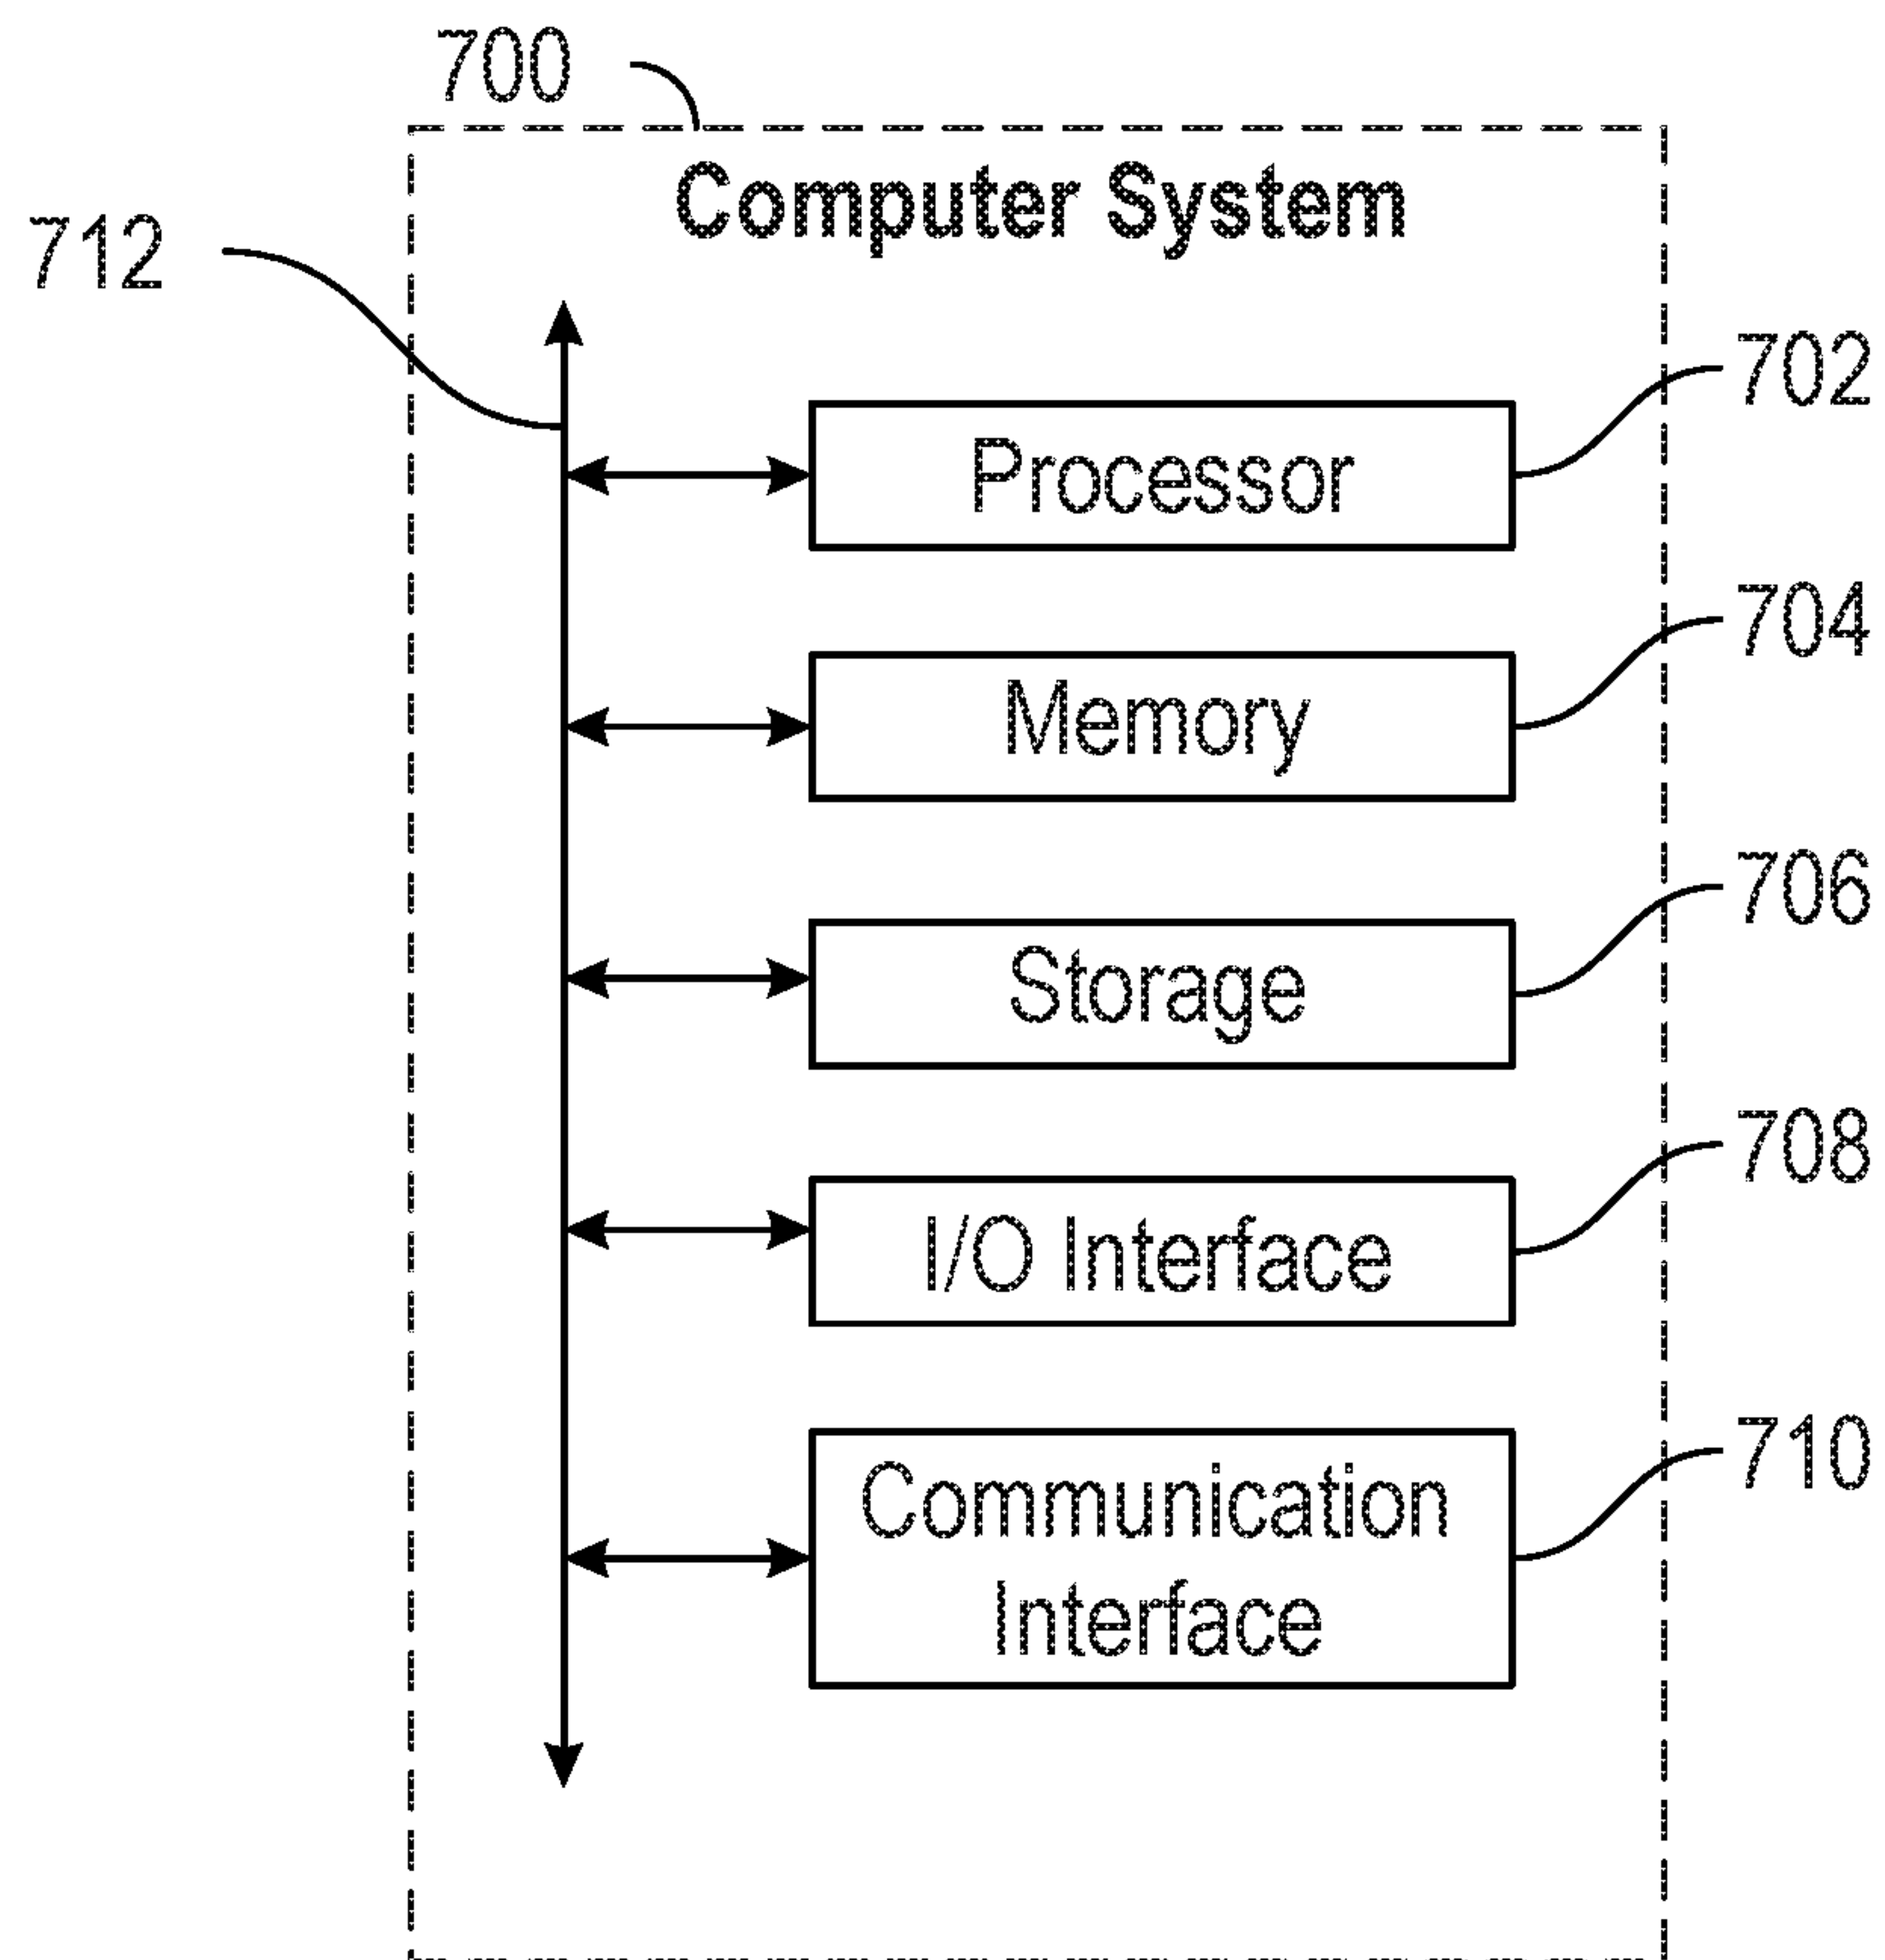 700
Computer System
712
702
Processor
704
Memory
706
Storage
708
I/O Interface
710
Communication
Interface